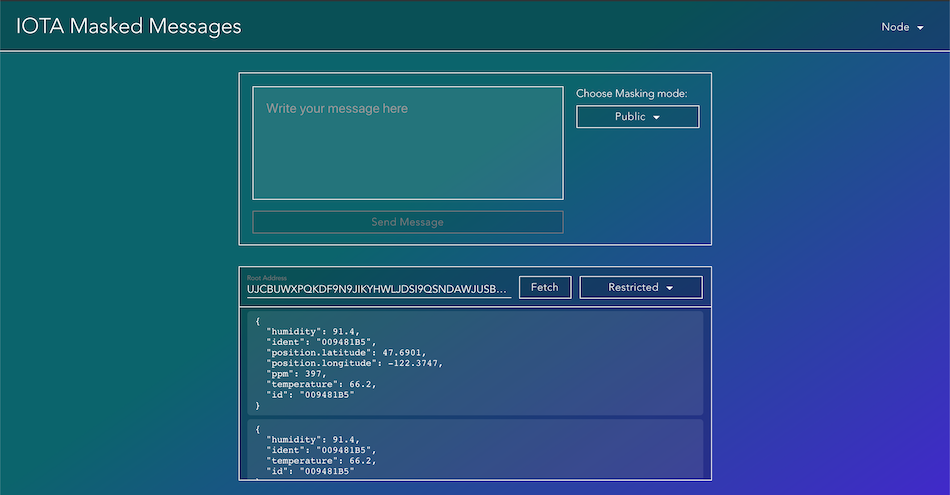 IOTA Masked Messages
Node
Write your message here
Choose Masking mode:
Public
Send Message
Root Address
UJCBUWXPQKDF9N9JIKYHWLJDSI9QSNDAWJUSB...
Fetch
Restricted
{
"humidity": 91.4,
"ident": "009481B5",
"position.latitude": 47.6901,
"position.longitude": -122.3747,
"ppm": 397,
"temperature": 66.2,
"id": "009481B5"
}
{
"humidity": 91.4,
"ident": "009481B5",
"temperature": 66.2,
"id": "009481B5"